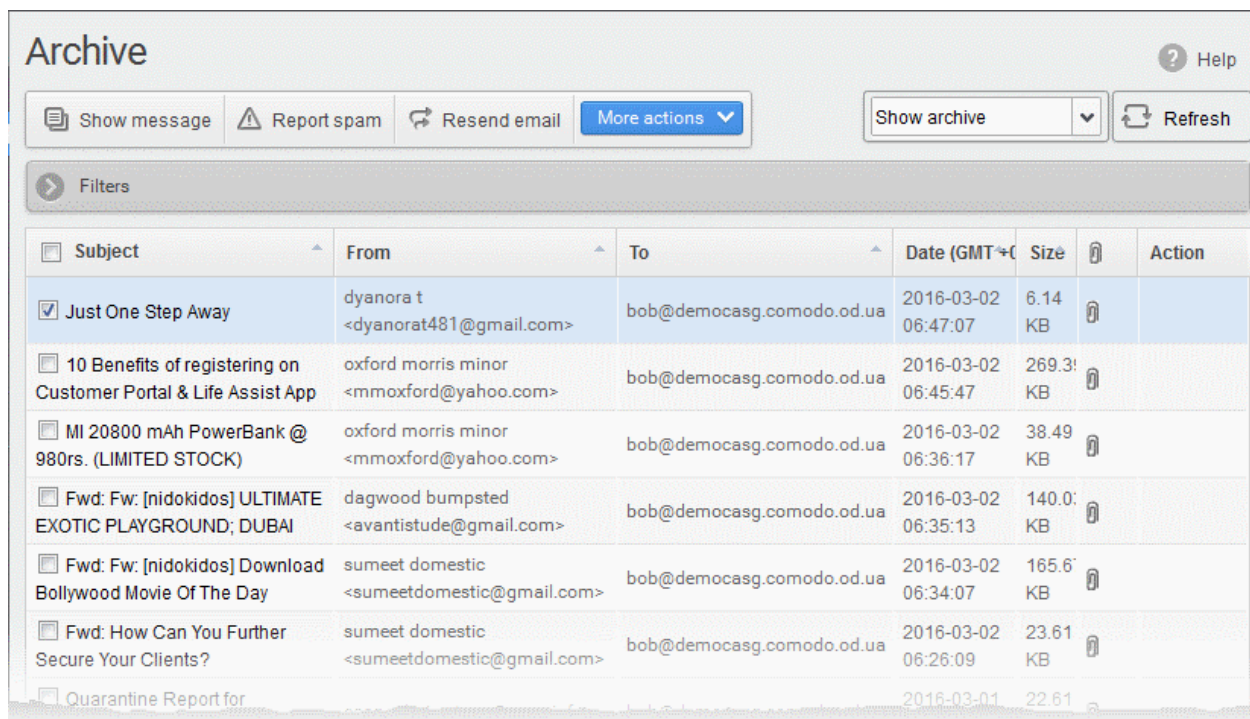 Archive
Help
Show message Report spam Resend email More actions Show archive Refresh
Filters
Subject From To Date (GMT +0 Size Action
dyanora t 2016-03-02 6.14
Just One Step Away bob@democasg.comodo.od.ua
<dyanorat481@gmail.com> 06:47:07 KB
10 Benefits of registering on oxford morris minor 2016-03-02 269.39
bob@democasg.comodo.od.ua
Customer Portal & Life Assist App <mmoxford@yahoo.com> 06:45:47 KB
MI 20800 mAh PowerBank @ oxford morris minor 2016-03-02 38.49
bob@democasg.comodo.od.ua
980rs. (LIMITED STOCK) <mmoxford@yahoo.com> 06:36:17 KB
Fwd: Fw: [nidokidos] ULTIMATE dagwood bumpsted 2016-03-02
bob@democasg.comodo.od.ua
EXOTIC PLAYGROUND; DUBAI <avantistude@gmail.com> 06:35:13 KB
Fwd: Fw: [nidokidos] Download sumeet domestic 2016-03-02
bob@democasg.comodo.od.ua
Bollywood Movie Of The Day <sumeetdomestic@gmail.com> 06:34:07 KB
Fwd: How Can You Further sumeet domestic 2016-03-02 23.61
bob@democasg.comodo.od.ua
Secure Your Clients? <sumeetdomestic@gmail.com> 06:26:09 KB
Quarantine Report for 2016-03-01 22.61